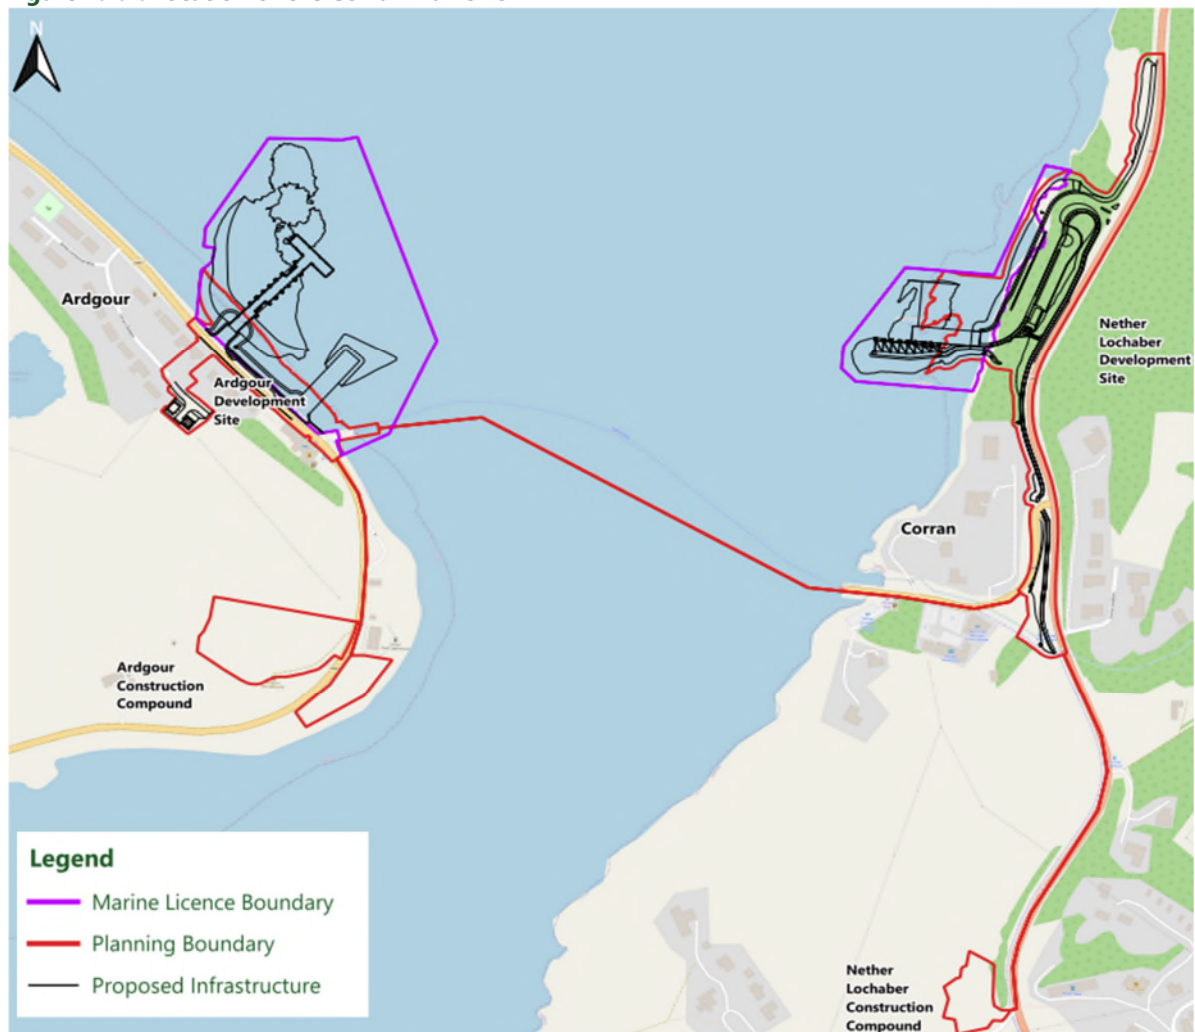 N
Ardgour
Ardgour
Development
Site
Nether
Lochaber
Development
Site
Corran
Ardgour
Construction
Compound
Nether
Lochaber
Construction
Compound
Legend
Marine Licence Boundary
Planning Boundary
Proposed Infrastructure